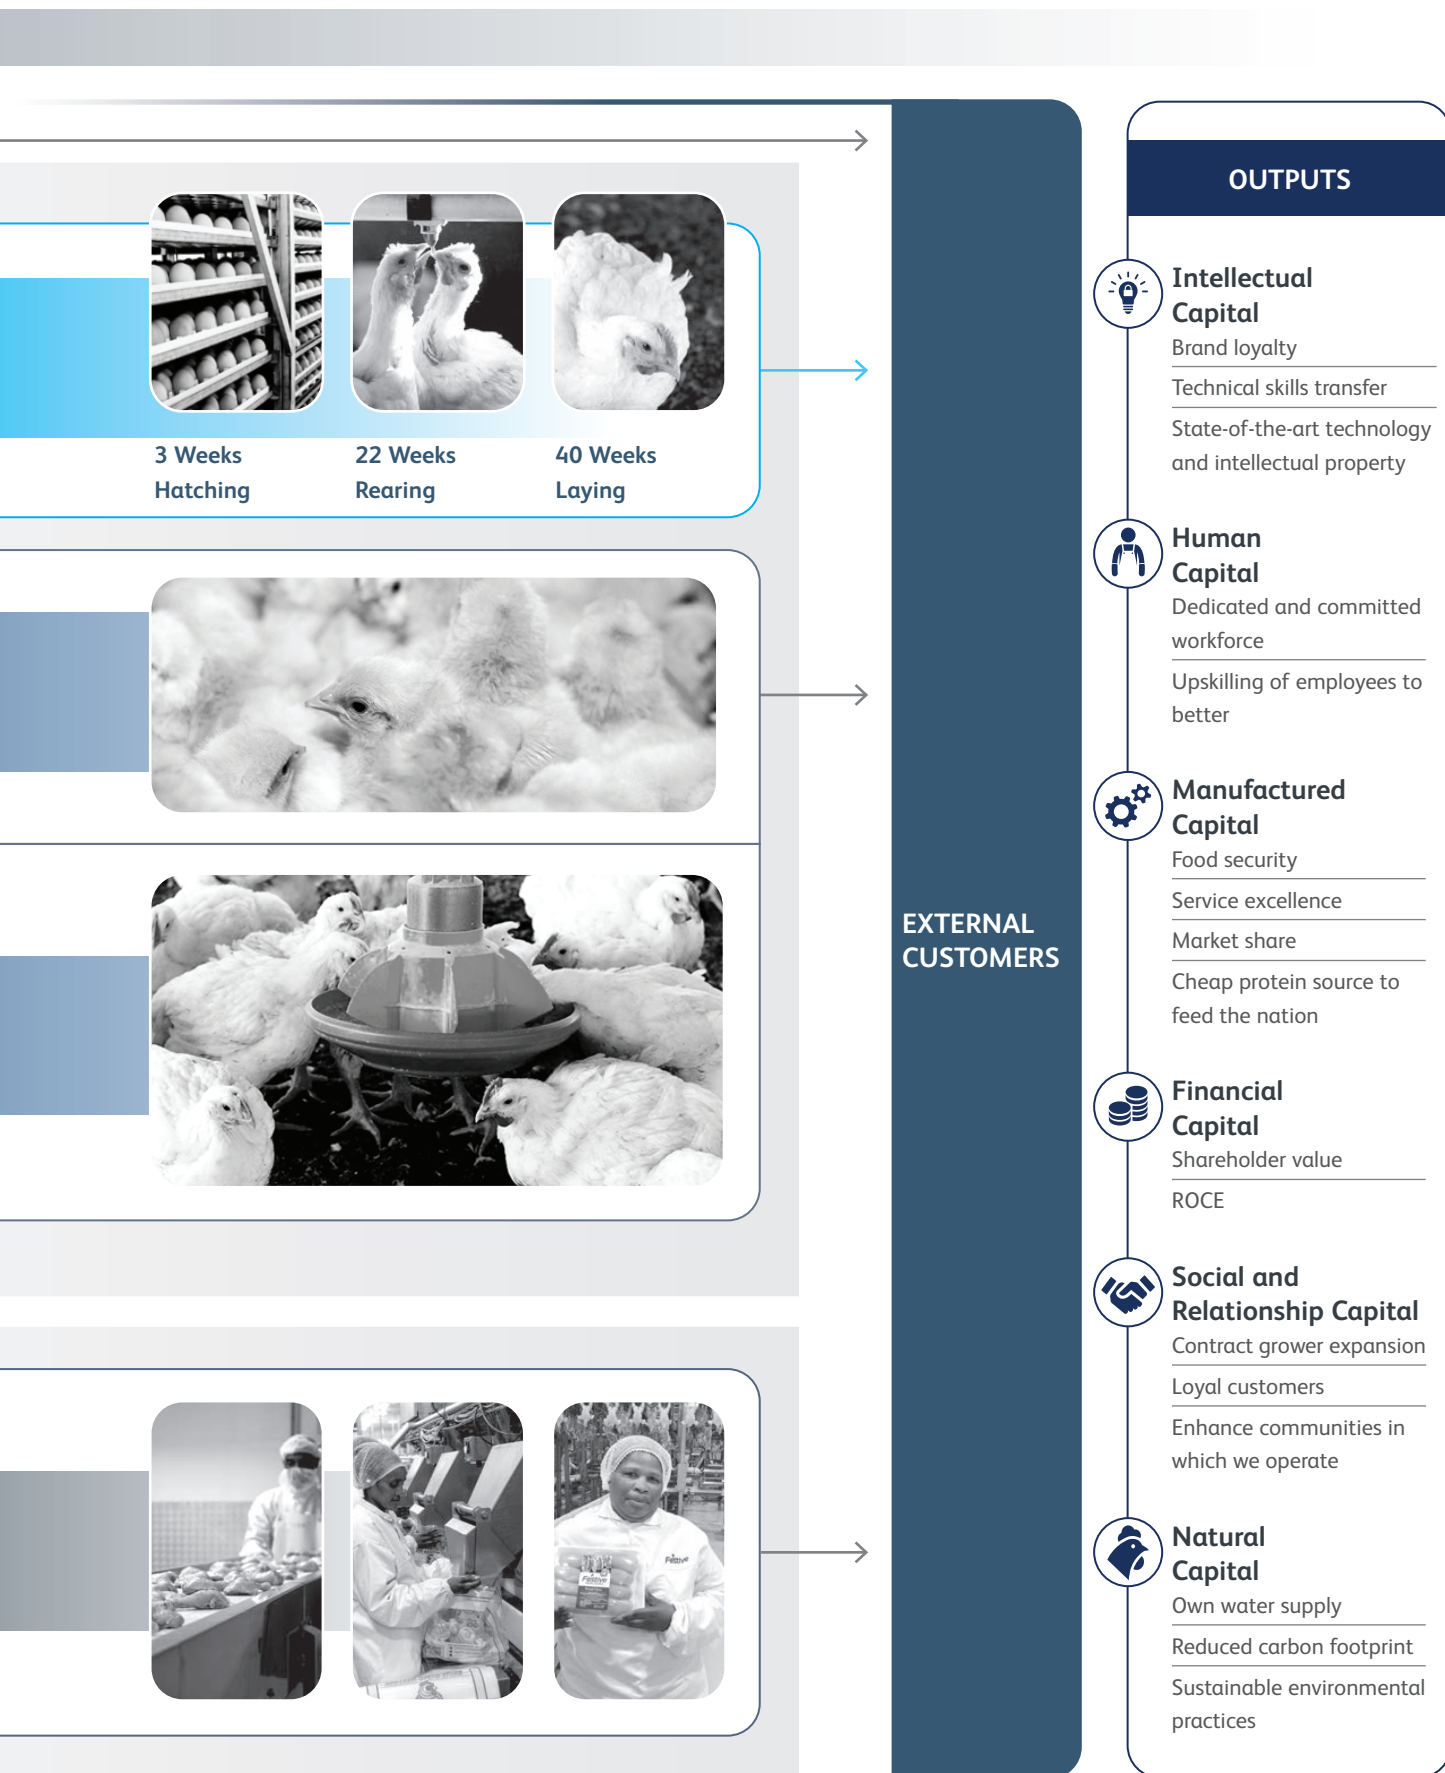 OUTPUTS
3 Weeks
Hatching
22 Weeks
Rearing
40 Weeks
Laying
EXTERNAL
CUSTOMERS
Festive
Festive
Intellectual
Capital
Brand loyalty
Technical skills transfer
State-of-the-art technology
and intellectual property
Human
Capital
Dedicated and committed
workforce
Upskilling of employees to
better
Manufactured
Capital
Food security
Service excellence
Market share
Cheap protein source to
feed the nation
Financial
Capital
Shareholder value
ROCE
Social and
Relationship Capital
Contract grower expansion
Loyal customers
Enhance communities in
which we operate
Natural
Capital
Own water supply
Reduced carbon footprint
Sustainable environmental
practices